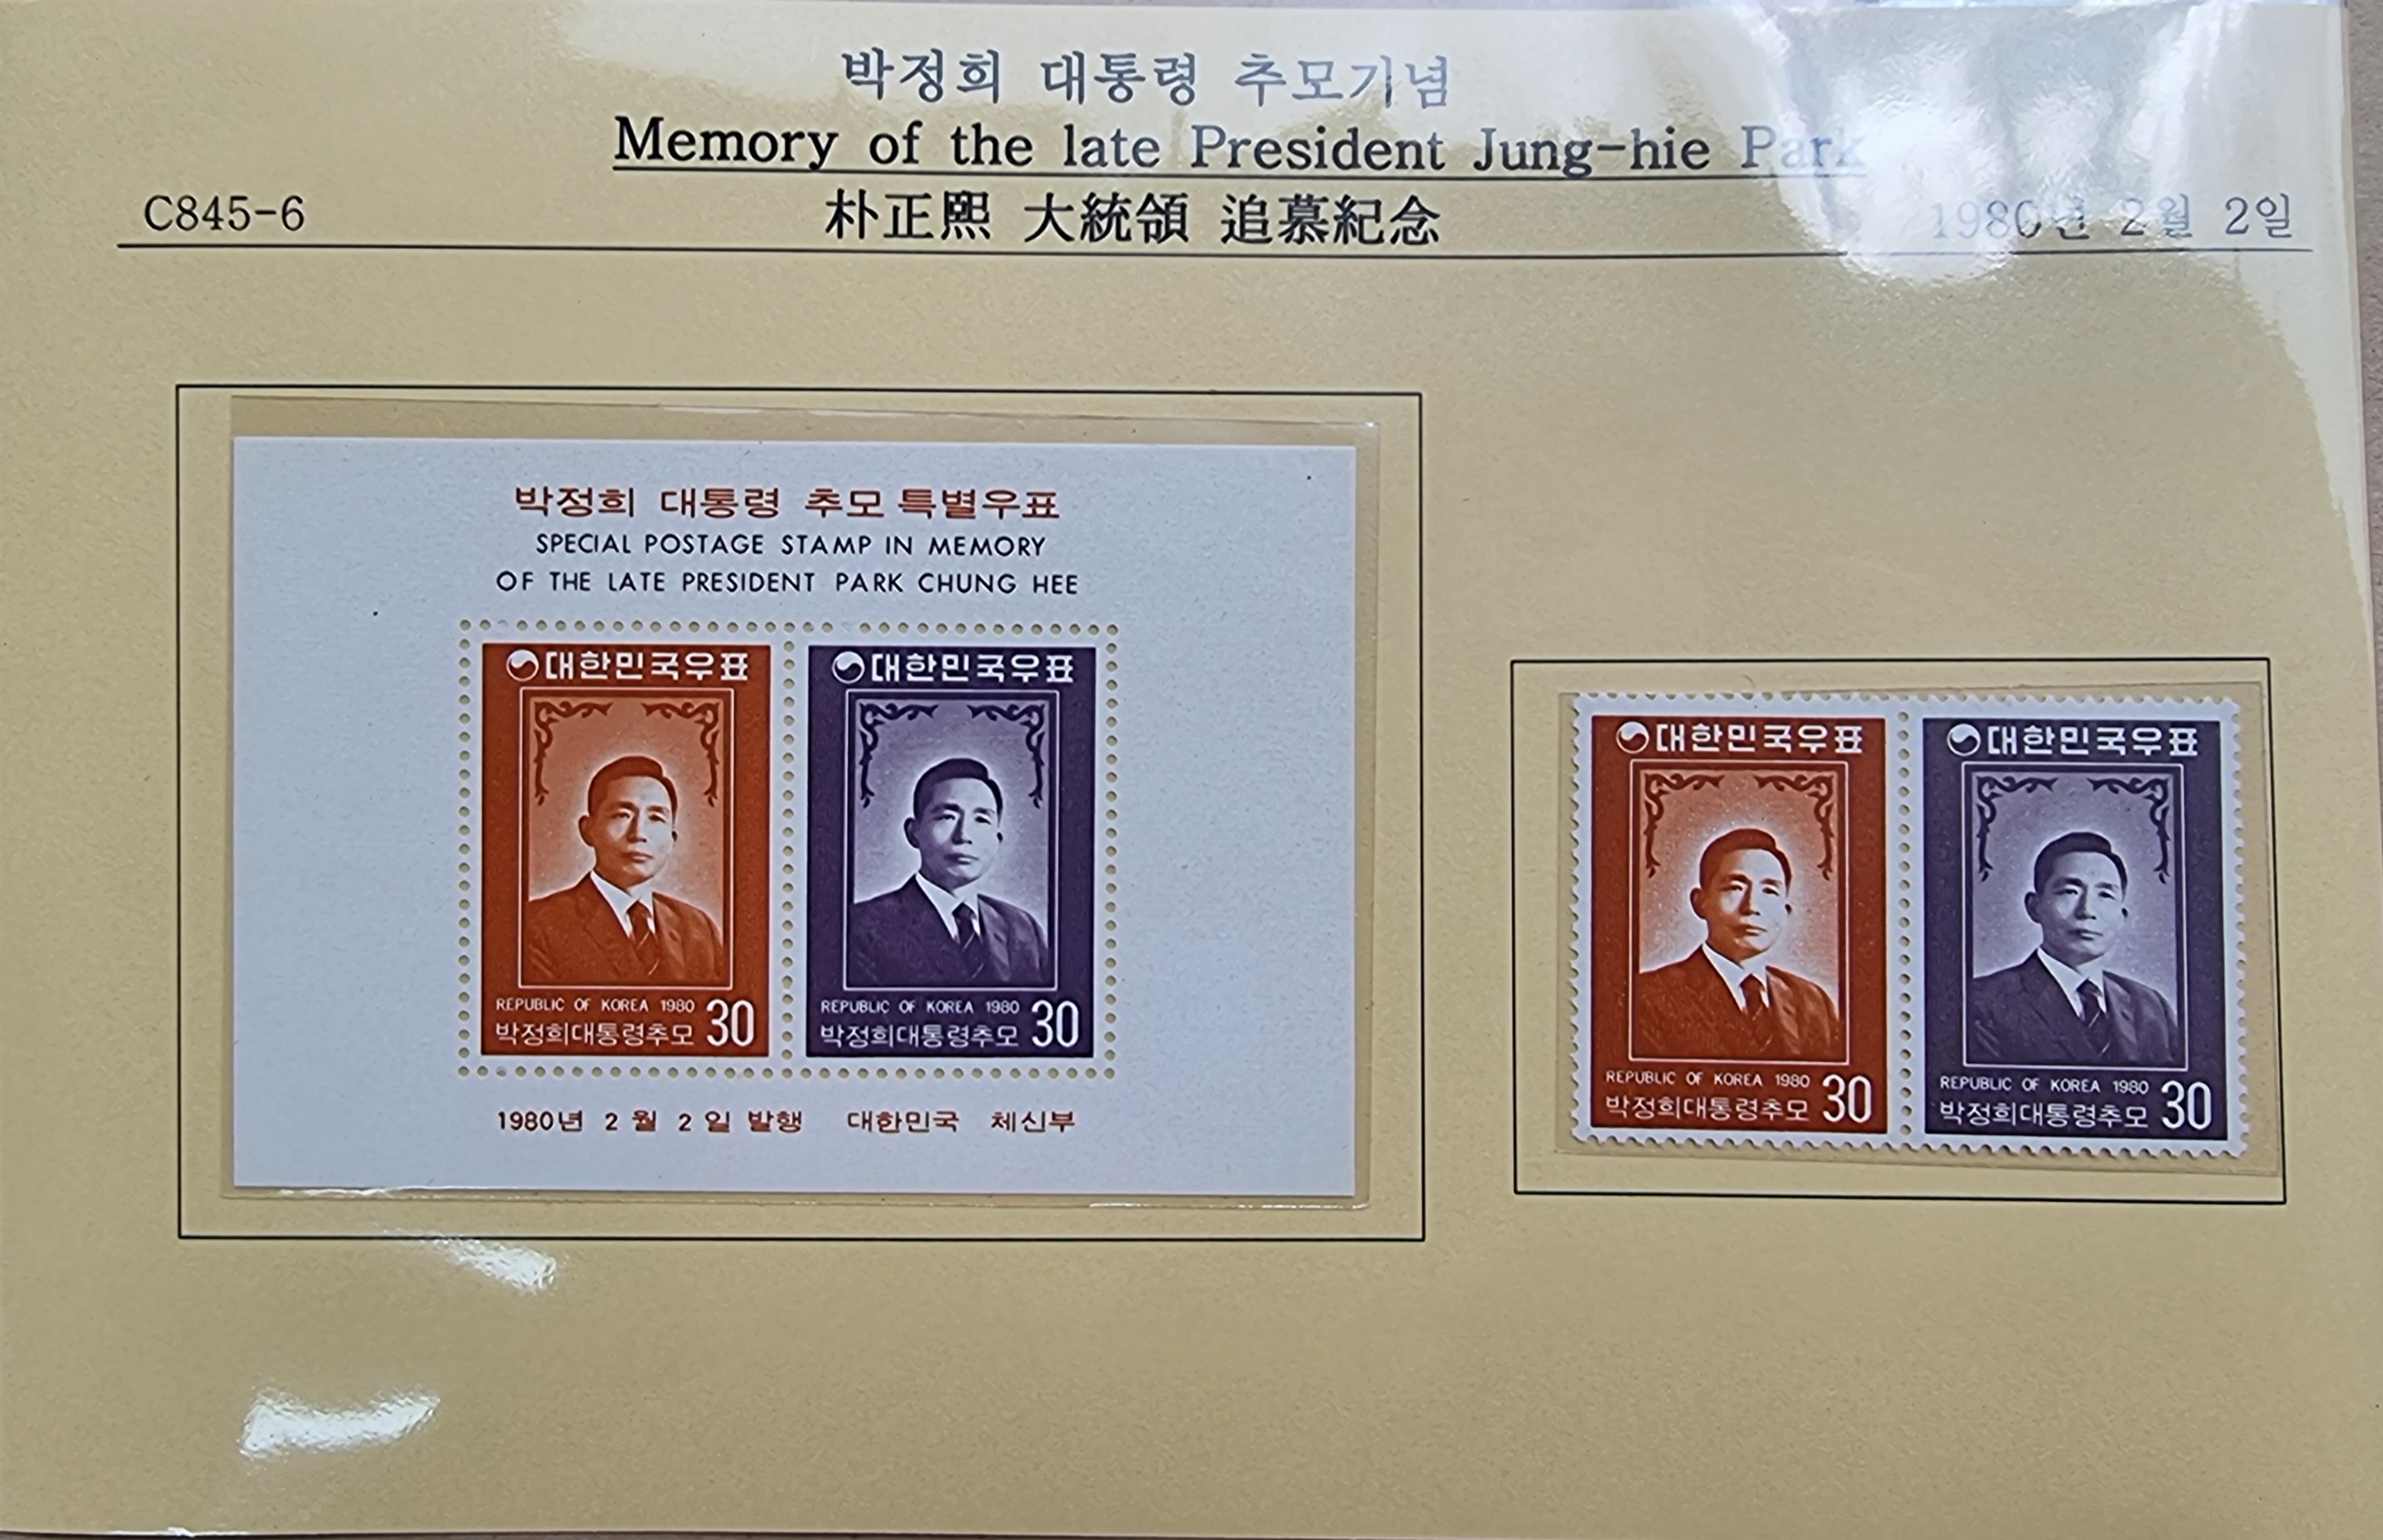 박정희 대통령 추모기념
Memory of the late President Jung-hie Park
C845-6
朴正熙 大統領 追慕紀念
1980년 2월 2일
박정희 대통령 추모 특별우표
SPECIAL POSTAGE STAMP IN MEMORY
OF THE LATE PRESIDENT PARK CHUNG HEE
대한민국우표
REPUBLIC OF KOREA 1980
박정희대통령추모 30
대한민국우표
REPUBLIC OF KOREA 1980
박정희대통령추모 30
1980년 2월 2일 발행 대한민국 체신부
대한민국우표
REPUBLIC OF KOREA 1980
박정희대통령추모 30
대한민국우표
REPUBLIC OF KOREA 1980
박정희대통령추모 30